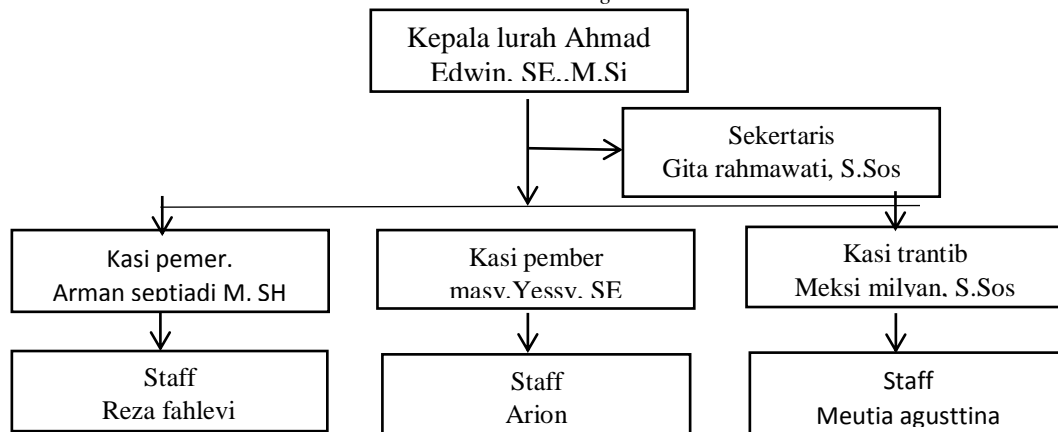 Kepala lurah Ahmad
Edwin, SE.,M.Si
Sekertaris
Gita rahmawati, S.Sos
Kasi pemer.
Arman septiadi M. SH
Kasi pember
masy.Yessy, SE
Kasi trantib
Meksi milyan, S.Sos
Staff
Reza fahlevi
Staff
Arion
Staff
Meutia agusttina